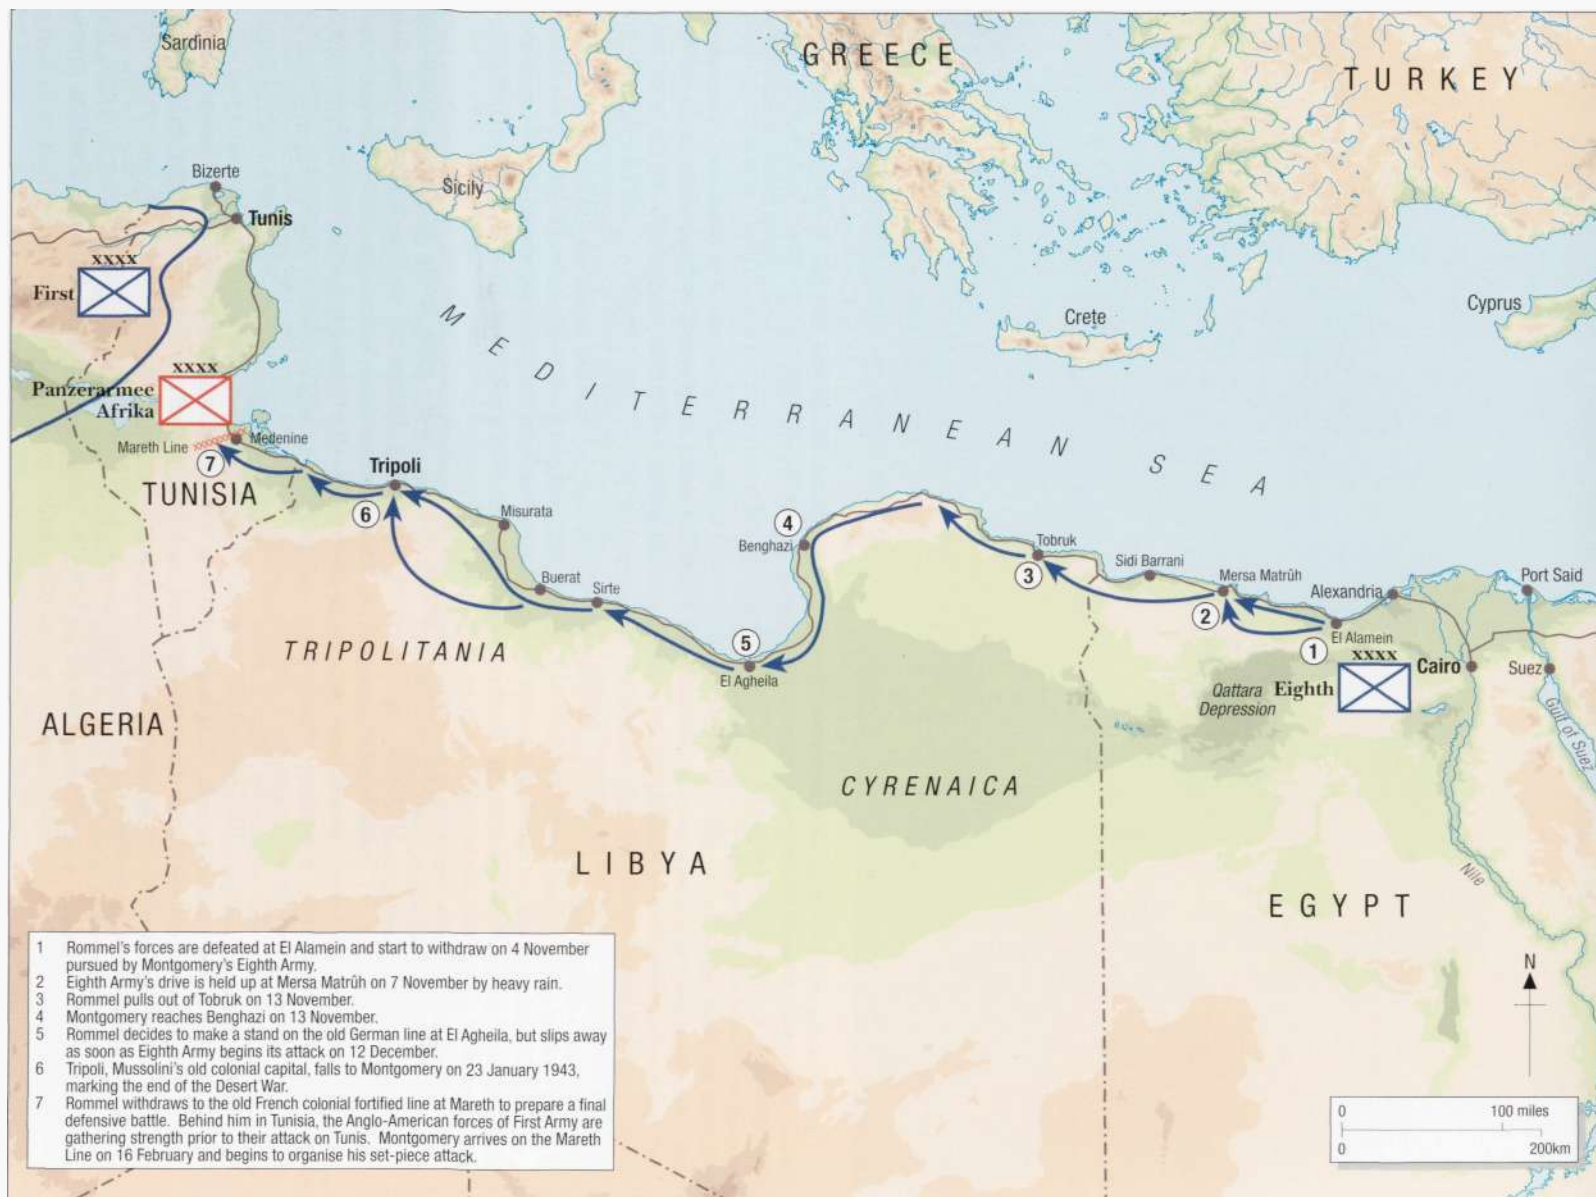 Sardinia
GREECE
TURKEY
Bizerte
Sicily
Tunis
xxxx
First
Cyprus
Crete
MEDITERRANEAN SEA
xxxx
Panzerarmee
Afrika
Mareth Line
Medenine
7
Tripoli
TUNISIA
6
Misurata
4
Benghazi
Tobruk
3
Sidi Barrani
Mersa Matrûh
2
Alexandria
Port Said
Buerat
Sirte
El Alamein
1
xxxx
Eighth
Cairo
Suez
TRIPOLITANIA
5
El Agheila
Qattara
Depression
Gulf of Suez
ALGERIA
CYRENAICA
LIBYA
Nile
EGYPT
1 Rommel's forces are defeated at El Alamein and start to withdraw on 4 November
pursued by Montgomery's Eighth Army.
2 Eighth Army's drive is held up at Mersa Matrûh on 7 November by heavy rain.
3 Rommel pulls out of Tobruk on 13 November.
4 Montgomery reaches Benghazi on 13 November.
5 Rommel decides to make a stand on the old German line at El Agheila, but slips away
as soon as Eighth Army begins its attack on 12 December.
6 Tripoli, Mussolini's old colonial capital, falls to Montgomery on 23 January 1943,
marking the end of the Desert War.
7 Rommel withdraws to the old French colonial fortified line at Mareth to prepare a final
defensive battle. Behind him in Tunisia, the Anglo-American forces of First Army are
gathering strength prior to their attack on Tunis. Montgomery arrives on the Mareth
Line on 16 February and begins to organise his set-piece attack.
N
0 100 miles
0 200km